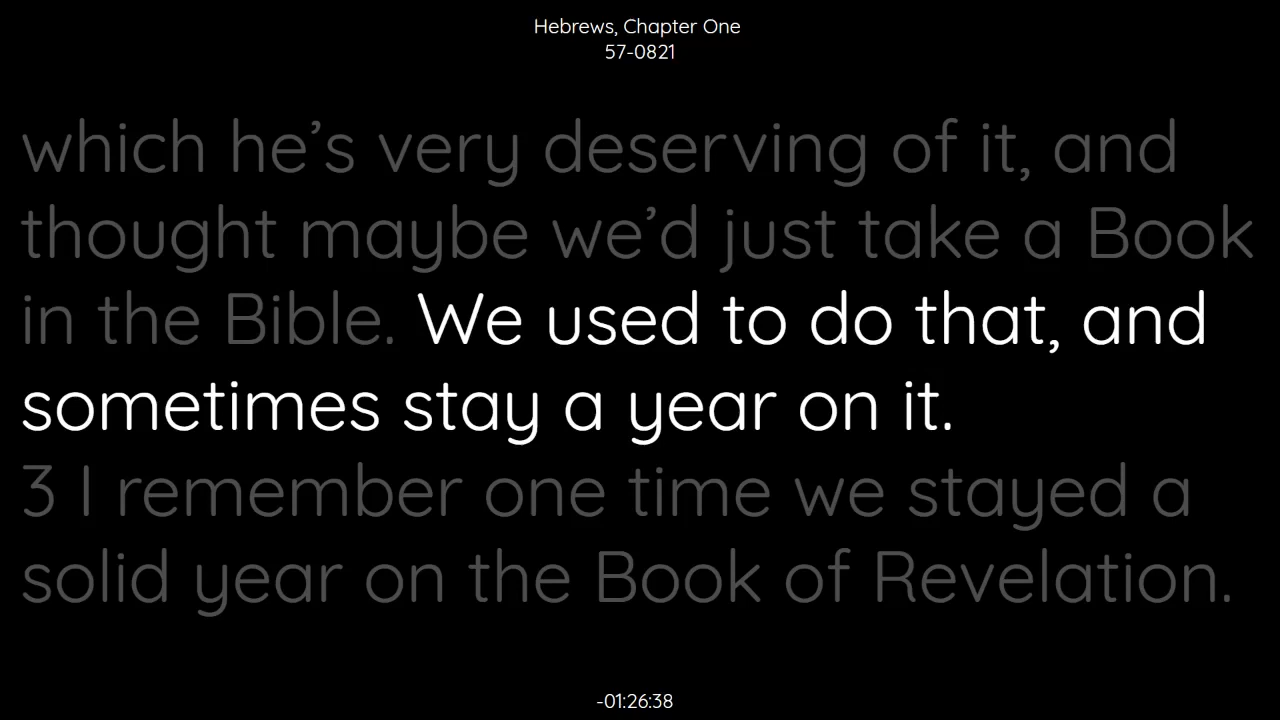 Hebrews, Chapter One
57-0821
which he’s very deserving of it, and
thought maybe we’d just take a Book
in the Bible. We used to do that, and
sometimes stay a year on it.
3 I remember one time we stayed a
solid year on the Book of Revelation.
-01:26:38